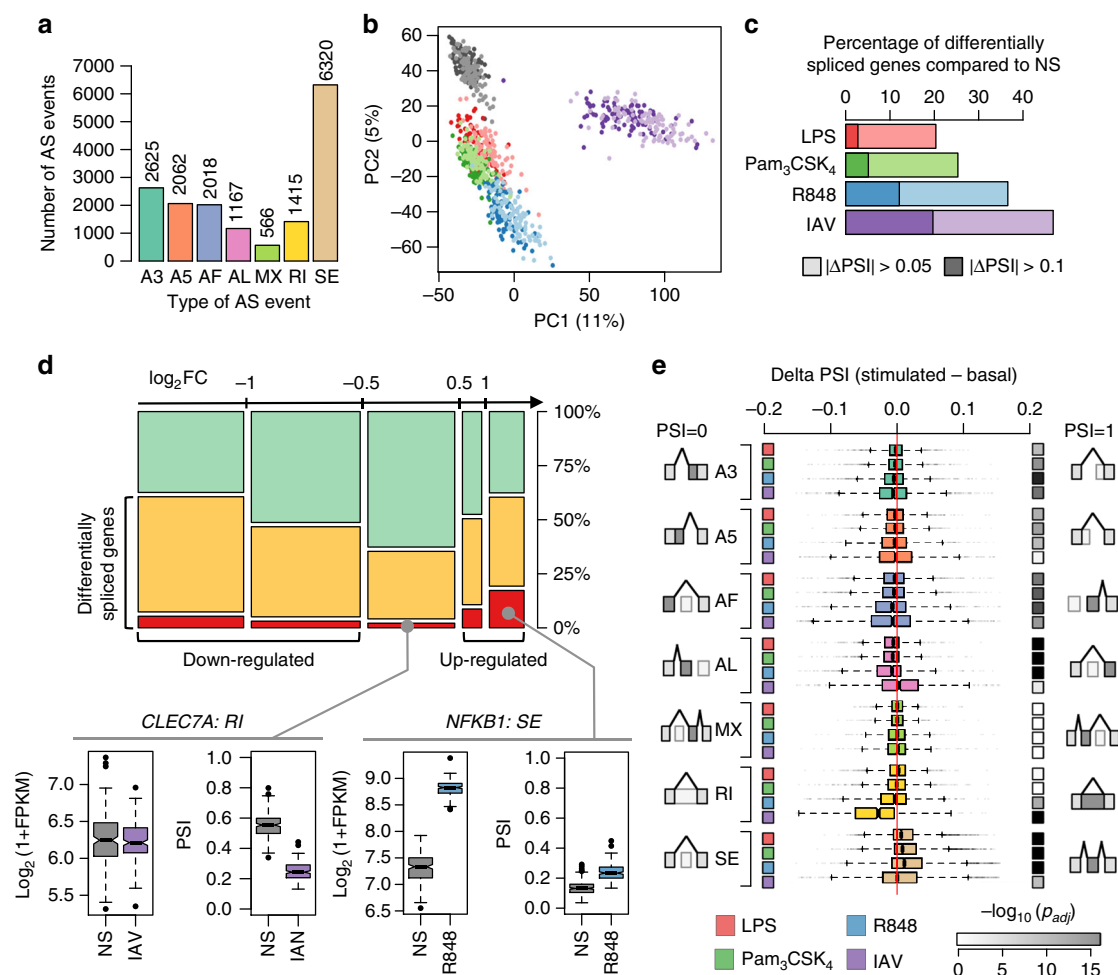 a
Number of AS events
7000
6000
5000
4000
3000
2000
1000
0
2625
2062
2018
1167
566
1415
6320
A3 A5 AF AL MX RI SE
Type of AS event
b
PC2 (5%)
60
40
20
0
−20
−40
−60
−50 0 50 100
PC1 (11%)
c
Percentage of differentially
spliced genes compared to NS
0 10 20 30 40
LPS
Pam3CSK4
R848
IAV
|ΔPSI| > 0.05 |ΔPSI| > 0.1
d
log2FC −1 −0.5 0.5 1
100%
75%
50%
25%
0%
Differentially
spliced genes
Down-regulated Up-regulated
CLEC7A: RI
NFKB1: SE
Log2 (1+FPKM)
7.0
6.5
6.0
5.5
NS IAV
PSI
1.0
0.8
0.6
0.4
0.2
0.0
NS IAN
Log2 (1+FPKM)
9.0
8.5
8.0
7.5
7.0
6.5
NS R848
PSI
1.0
0.8
0.6
0.4
0.2
0.0
NS R848
e
Delta PSI (stimulated – basal)
−0.2 −0.1 0.0 0.1 0.2
PSI=0 PSI=1
A3
A5
AF
AL
MX
RI
SE
LPS R848
Pam3CSK4 IAV
−log10 (padj)
0 5 10 15